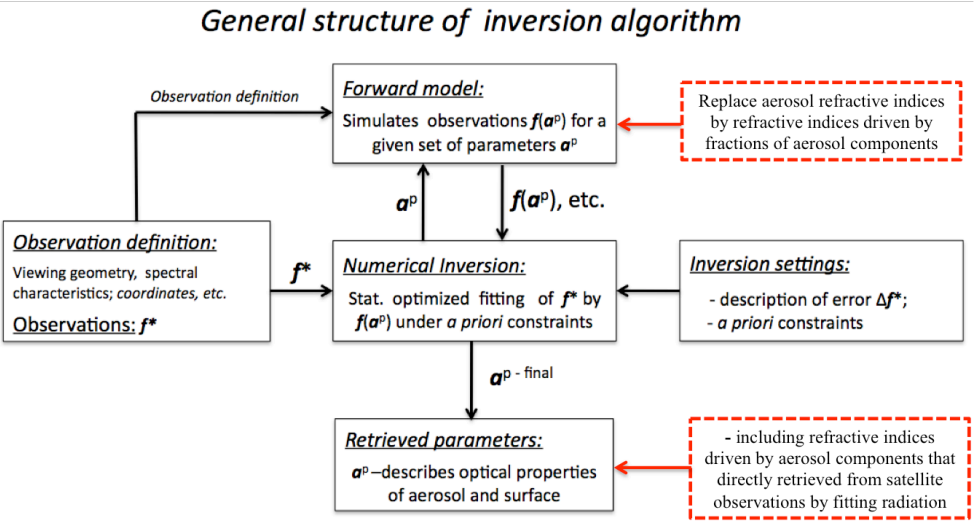 General structure of inversion algorithm
Observation definition
Forward model:
Simulates observations f(aᵖ) for a
given set of parameters aᵖ
Replace aerosol refractive indices
by refractive indices driven by
fractions of aerosol components
aᵖ
f(aᵖ), etc.
Observation definition:
Viewing geometry, spectral
characteristics; coordinates, etc.
Observations: f*
f*
Numerical Inversion:
Stat. optimized fitting of f* by
f(aᵖ) under a priori constraints
Inversion settings:
- description of error Δf*;
- a priori constraints
aᵖ - final
Retrieved parameters:
aᵖ–describes optical properties
of aerosol and surface
- including refractive indices
driven by aerosol components that
directly retrieved from satellite
observations by fitting radiation